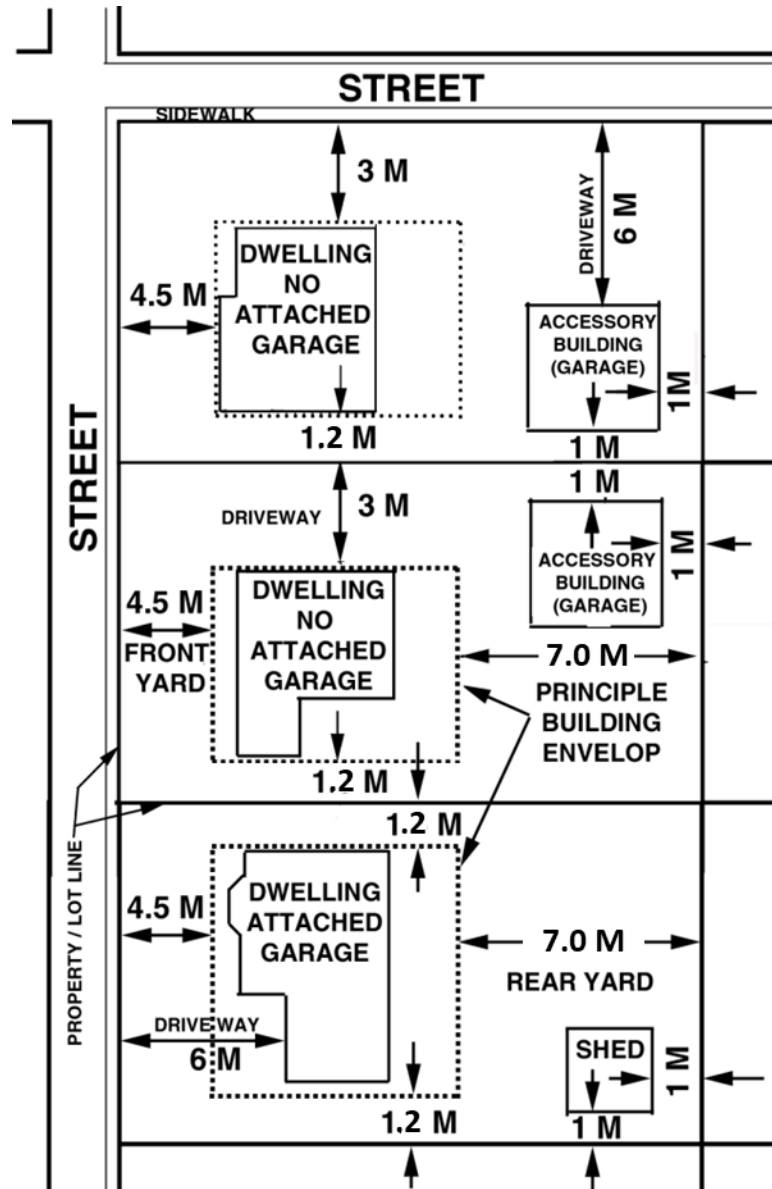 STREET
SIDEWALK
3 M
DRIVEWAY
6 M
DWELLING
NO
ATTACHED
GARAGE
4.5 M
ACCESSORY
BUILDING
(GARAGE)
1M
1.2 M
1 M
STREET
1 M
3 M
DRIVEWAY
ACCESSORY
BUILDING
(GARAGE)
1 M
DWELLING
NO
ATTACHED
GARAGE
4.5 M
FRONT
YARD
7.0 M
PRINCIPLE
BUILDING
ENVELOP
1.2 M
1.2 M
PROPERTY / LOT LINE
DWELLING
ATTACHED
GARAGE
4.5 M
7.0 M
REAR YARD
DRIVE WAY
6 M
SHED
1 M
1.2 M
1 M